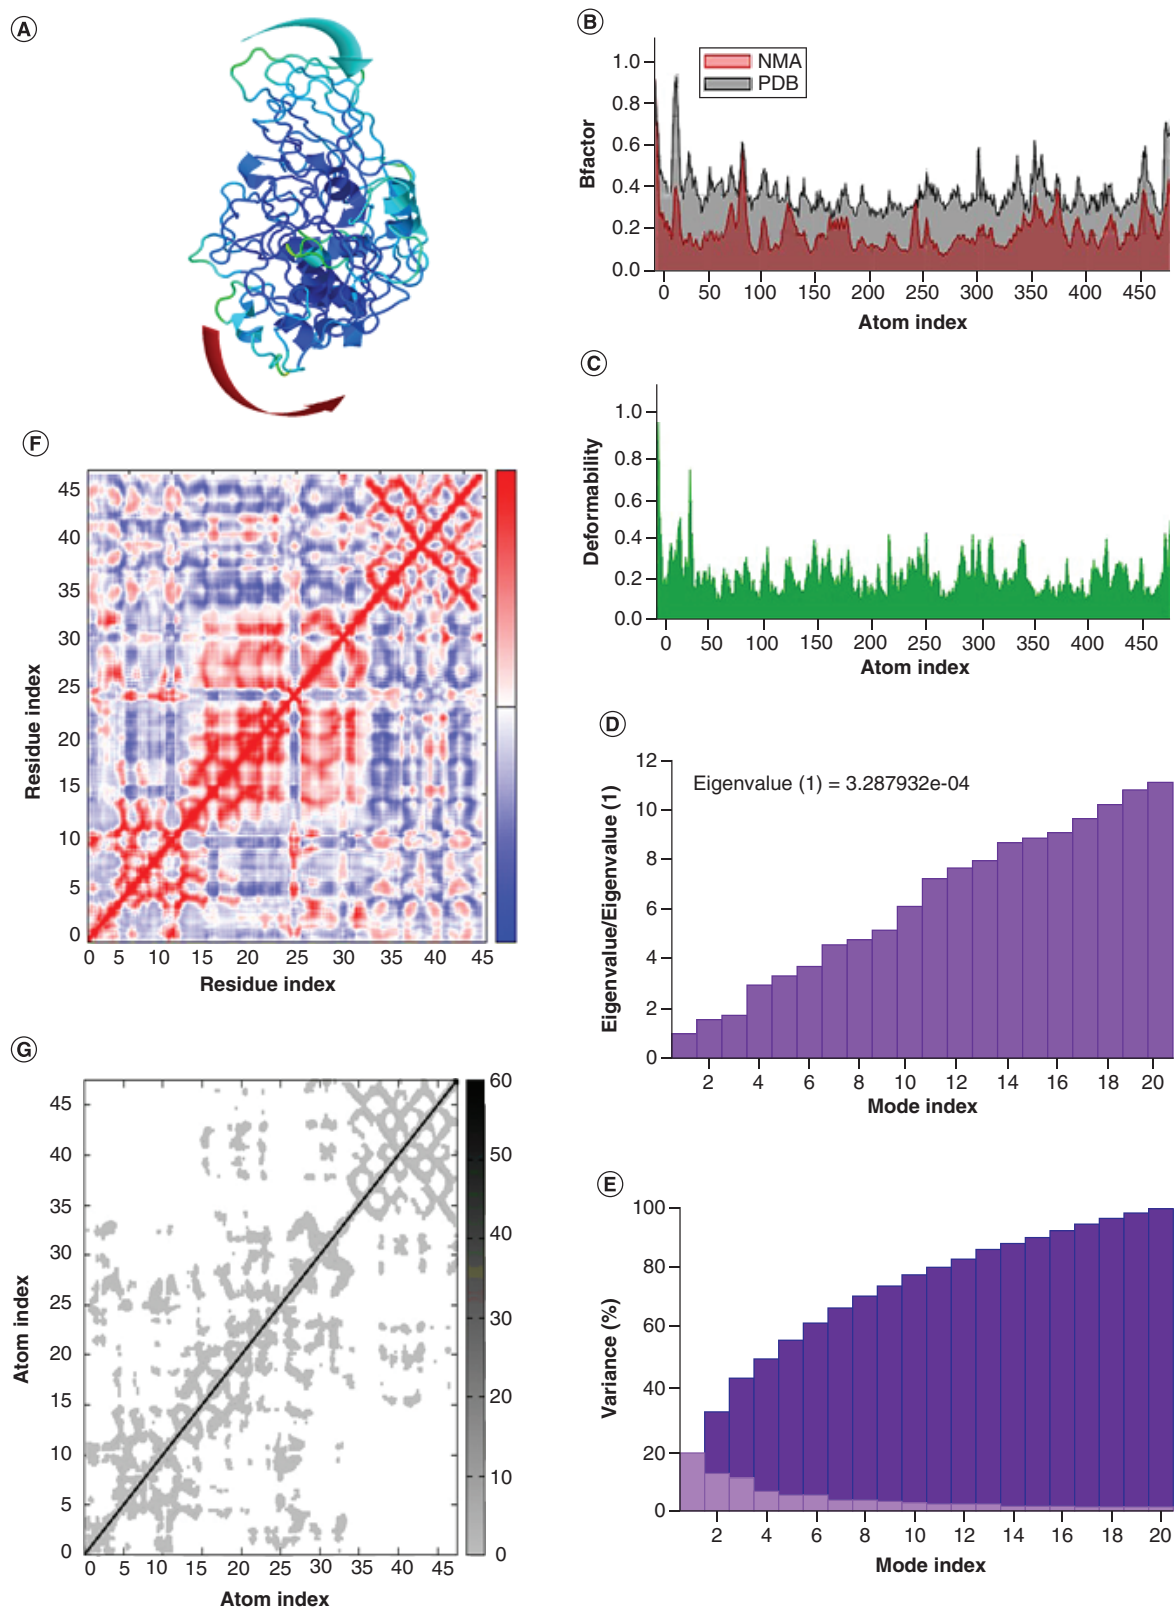 A
B
1.0
0.8
0.6
0.4
0.2
0.0
Bfactor
NMA
PDB
0 50 100 150 200 250 300 350 400 450
Atom index
C
1.0
0.8
0.6
0.4
0.2
0.0
Deformability
0 50 100 150 200 250 300 350 400 450
Atom index
F
45
40
35
30
25
20
15
10
5
0
Residue index
0 5 10 15 20 25 30 35 40 45
Residue index
D
12
10
8
6
4
2
0
Eigenvalue/Eigenvalue (1)
Eigenvalue (1) = 3.287932e-04
2 4 6 8 10 12 14 16 18 20
Mode index
G
45
40
35
30
25
20
15
10
5
0
Atom index
0 5 10 15 20 25 30 35 40 45
Atom index
60
50
40
30
20
10
0
E
100
80
60
40
20
0
Variance (%)
2 4 6 8 10 12 14 16 18 20
Mode index